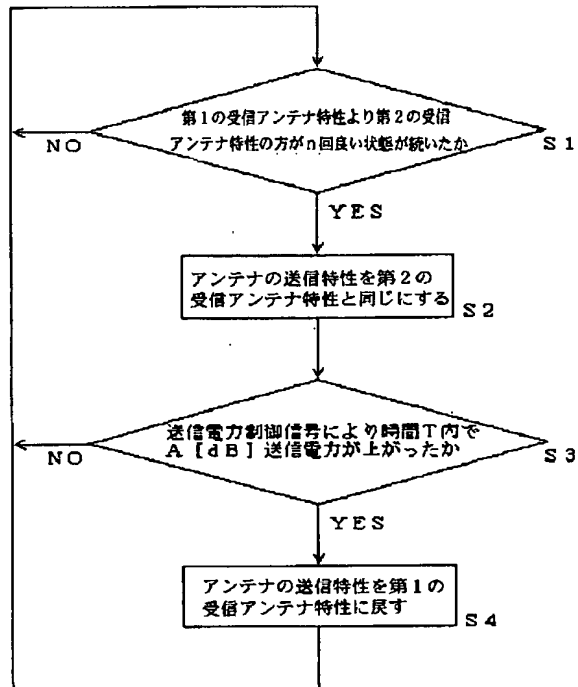 第１の受信アンテナ特性より第２の受信
アンテナ特性の方がｎ回良い状態が続いたか
NO
S1
YES
アンテナの送信特性を第２の
受信アンテナ特性と同じにする
S2
送信電力制御信号により時間T内で
A［dB］送信電力が上がったか
NO
S3
YES
アンテナの送信特性を第１の
受信アンテナ特性に戻す
S4